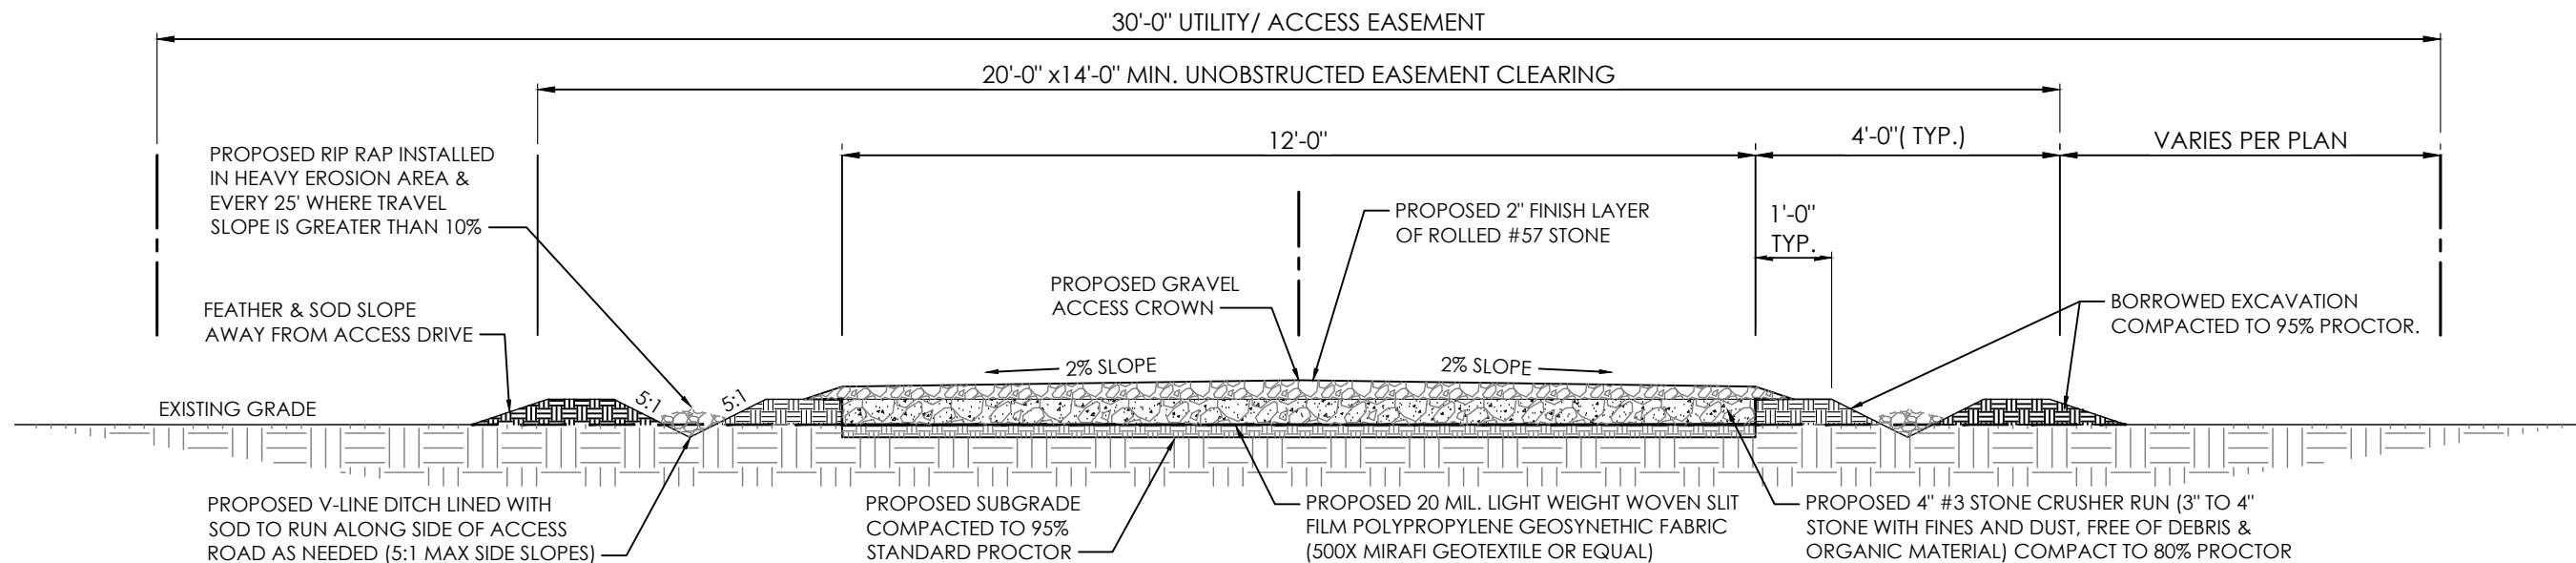 30'-0" UTILITY/ ACCESS EASEMENT
20'-0" x14'-0" MIN. UNOBSTRUCTED EASEMENT CLEARING
12'-0"
4'-0"( TYP.)
VARIES PER PLAN
1'-0"
TYP.
PROPOSED RIP RAP INSTALLED
IN HEAVY EROSION AREA &
EVERY 25' WHERE TRAVEL
SLOPE IS GREATER THAN 10%
PROPOSED 2" FINISH LAYER
OF ROLLED #57 STONE
PROPOSED GRAVEL
ACCESS CROWN
FEATHER & SOD SLOPE
AWAY FROM ACCESS DRIVE
BORROWED EXCAVATION
COMPACTED TO 95% PROCTOR.
2% SLOPE
2% SLOPE
5:1
5:1
EXISTING GRADE
PROPOSED V-LINE DITCH LINED WITH
SOD TO RUN ALONG SIDE OF ACCESS
ROAD AS NEEDED (5:1 MAX SIDE SLOPES)
PROPOSED SUBGRADE
COMPACTED TO 95%
STANDARD PROCTOR
PROPOSED 20 MIL. LIGHT WEIGHT WOVEN SLIT
FILM POLYPROPYLENE GEOSYNETHIC FABRIC
(500X MIRAFI GEOTEXTILE OR EQUAL)
PROPOSED 4" #3 STONE CRUSHER RUN (3" TO 4"
STONE WITH FINES AND DUST, FREE OF DEBRIS &
ORGANIC MATERIAL) COMPACT TO 80% PROCTOR